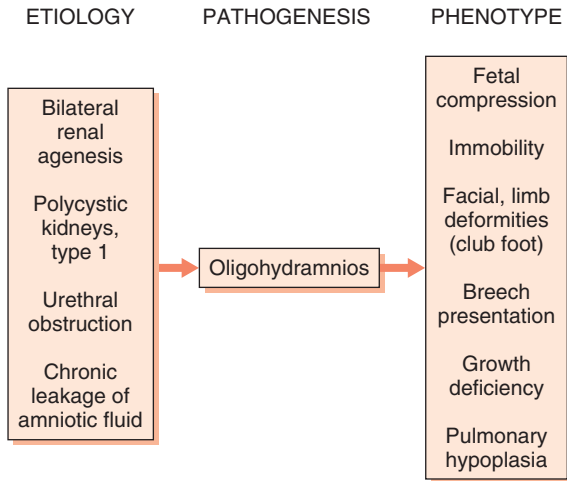 ETIOLOGY
PATHOGENESIS
PHENOTYPE
Bilateral
renal
agenesis
Polycystic
kidneys,
type 1
Urethral
obstruction
Chronic
leakage of
amniotic fluid
Oligohydramnios
Fetal
compression
Immobility
Facial, limb
deformities
(club foot)
Breech
presentation
Growth
deficiency
Pulmonary
hypoplasia